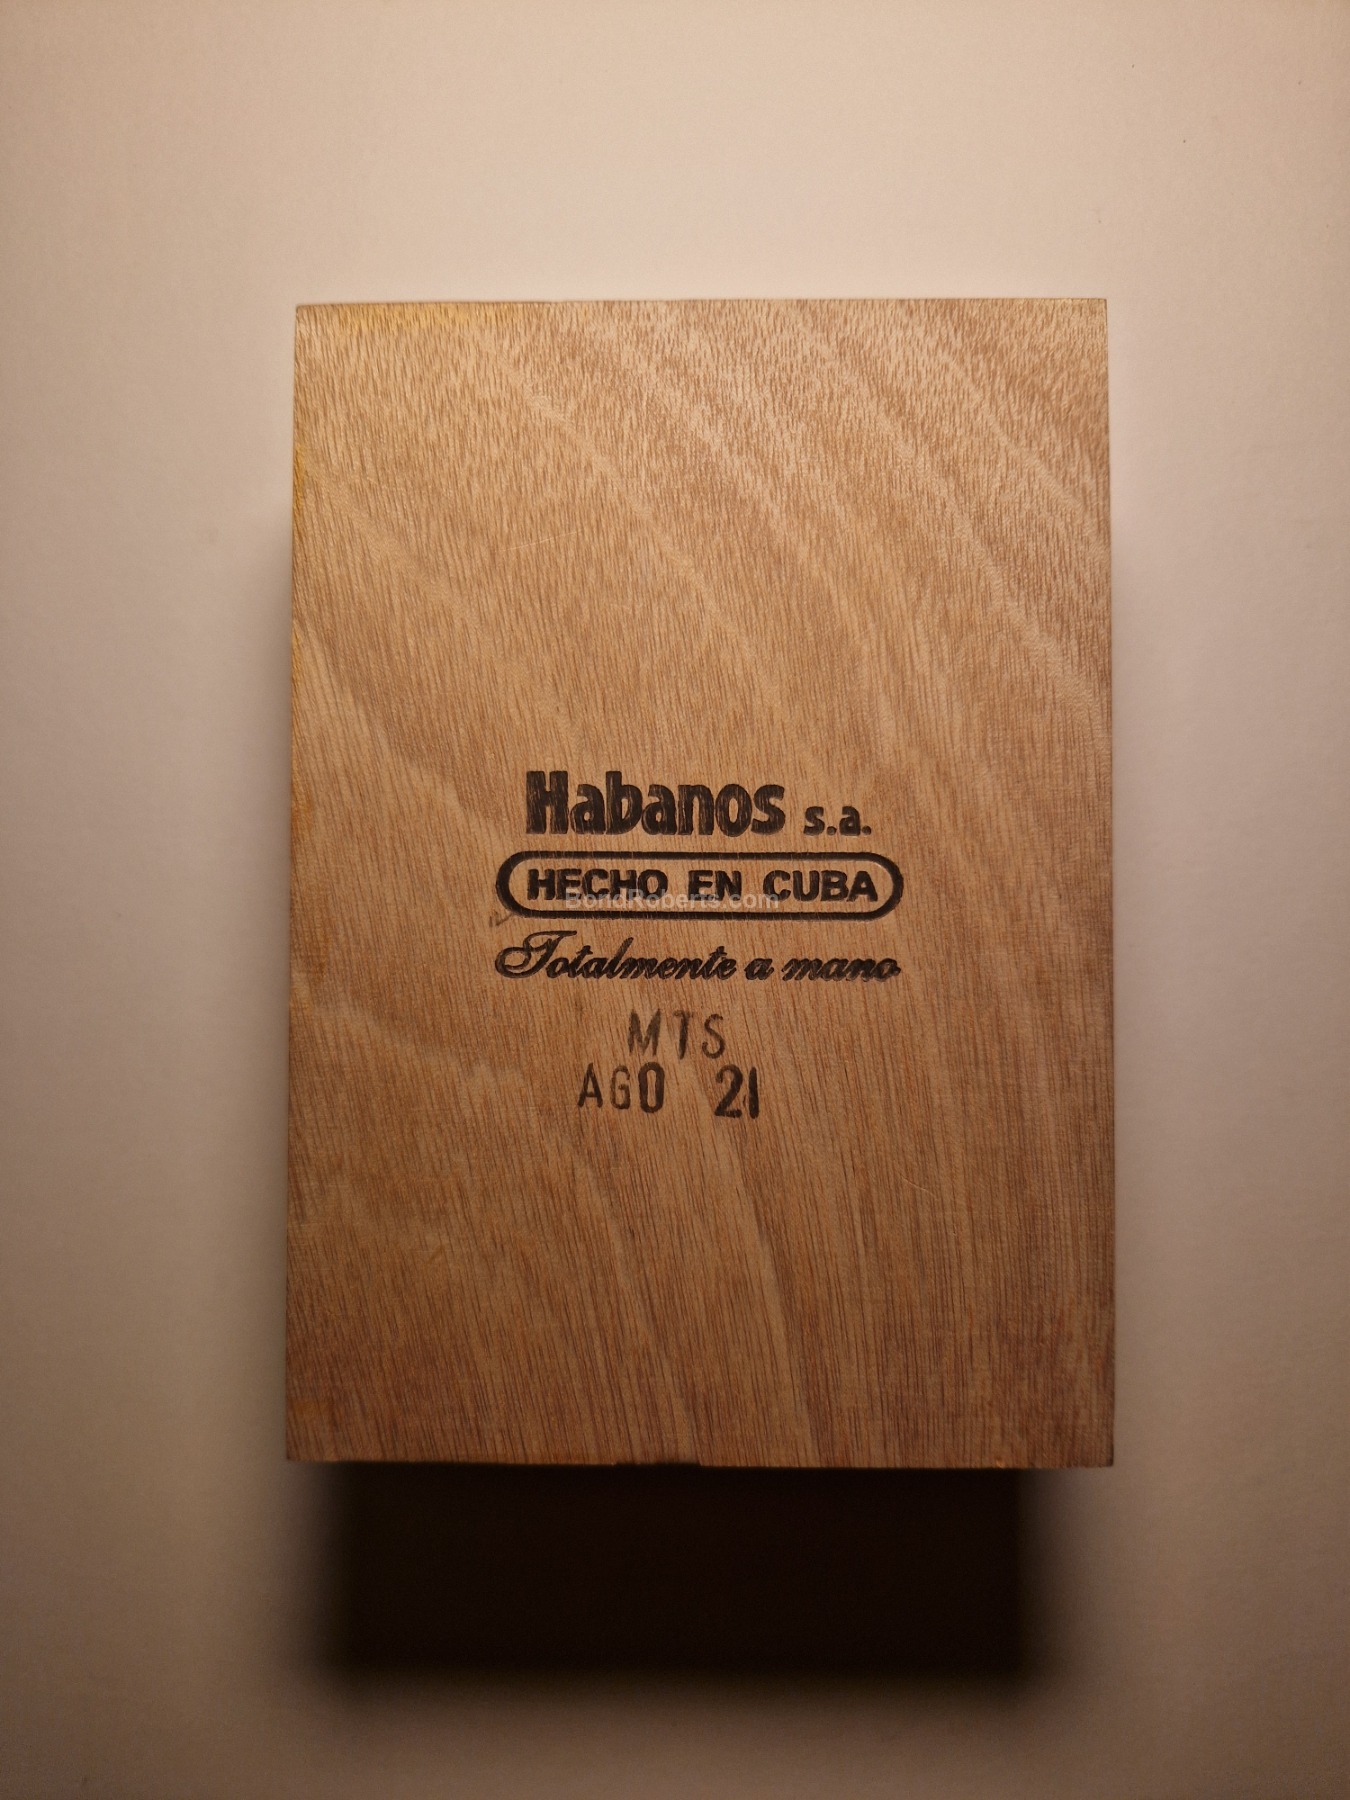 Habanos s.a.
HECHO EN CUBA
BondRoberts.com
Totalmente a mano
MTS
AGO 21